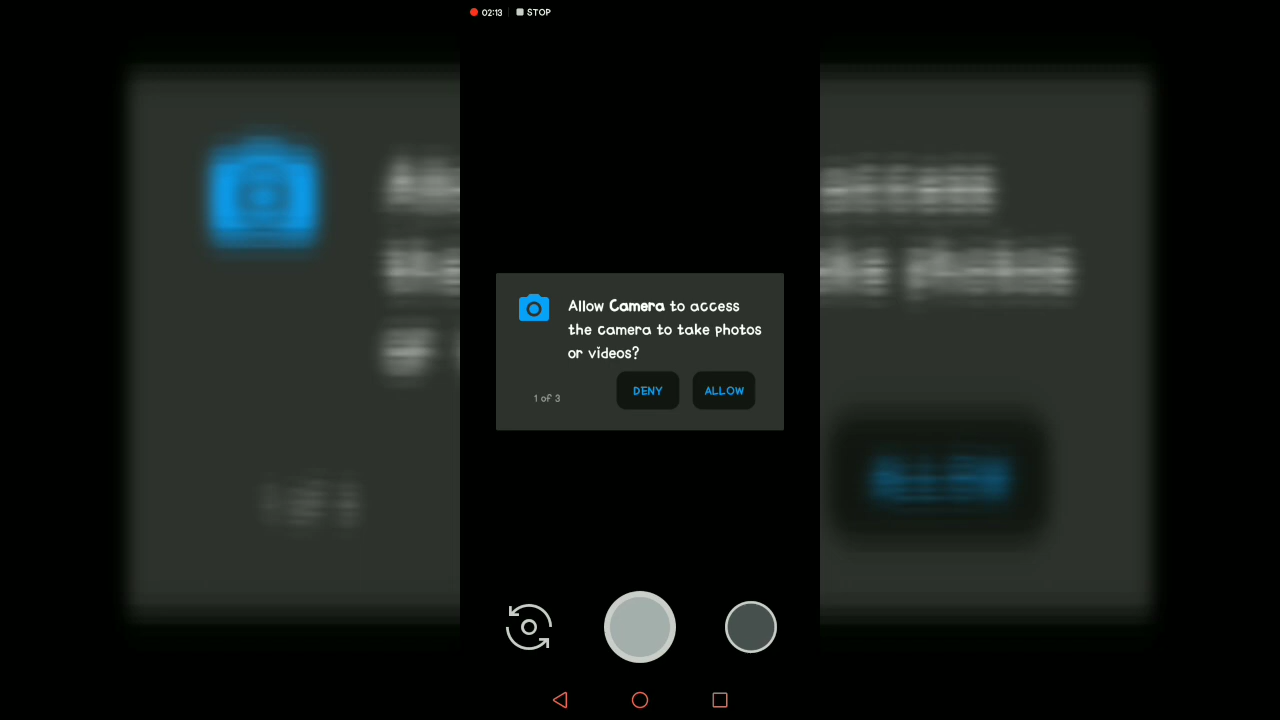 02:13 STOP
Allow Camera to access
the camera to take photos
or videos?
1 of 3 DENY ALLOW